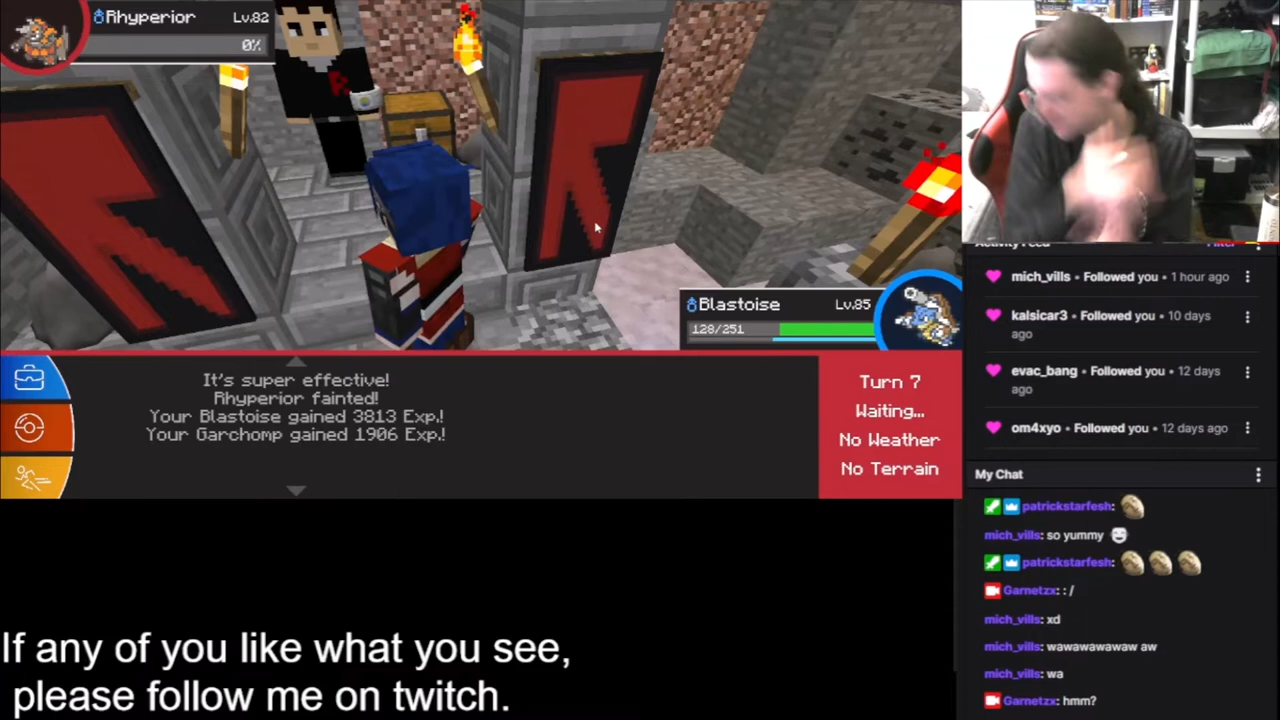 Rhyperior Lv.82
0%
Blastoise Lv.85
128/251
It's super effective!
Rhyperior fainted!
Your Blastoise gained 3813 Exp.!
Your Garchomp gained 1906 Exp.!
Turn 7
Waiting...
No Weather
No Terrain
If any of you like what you see,
please follow me on twitch.
Activity Feed Filter
mich_vills • Followed you • 1 hour ago
kalsicar3 • Followed you • 10 days
ago
evac_bang • Followed you • 12 days
ago
om4xyo • Followed you • 12 days ago
My Chat
patrickstarfesh:
mich_vills: so yummy
patrickstarfesh:
Garnetzx: : /
mich_vills: xd
mich_vills: wawawawawaw aw
mich_vills: wa
Garnetzx: hmm?